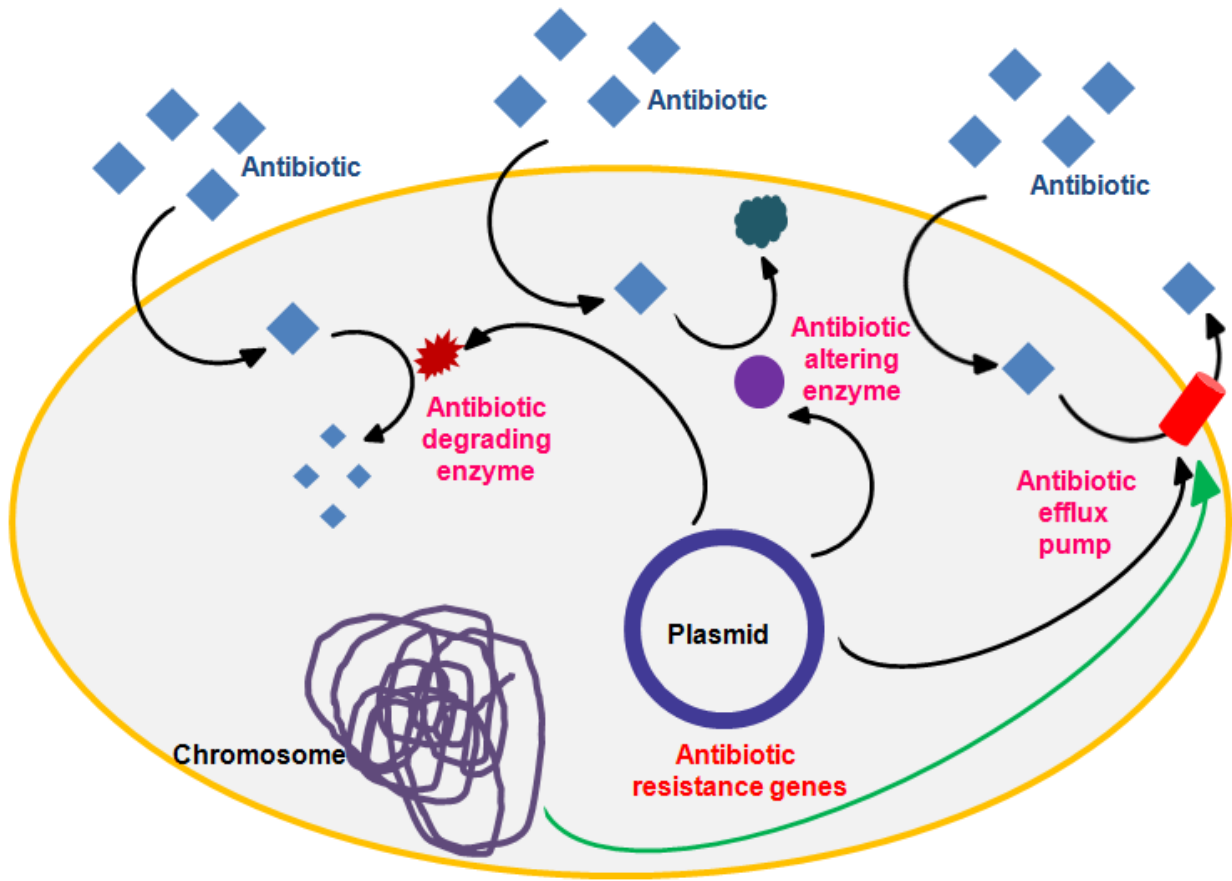 Antibiotic
Antibiotic
Antibiotic
Antibiotic
degrading
enzyme
Antibiotic
altering
enzyme
Antibiotic
efflux
pump
Plasmid
Chromosome
Antibiotic
resistance genes